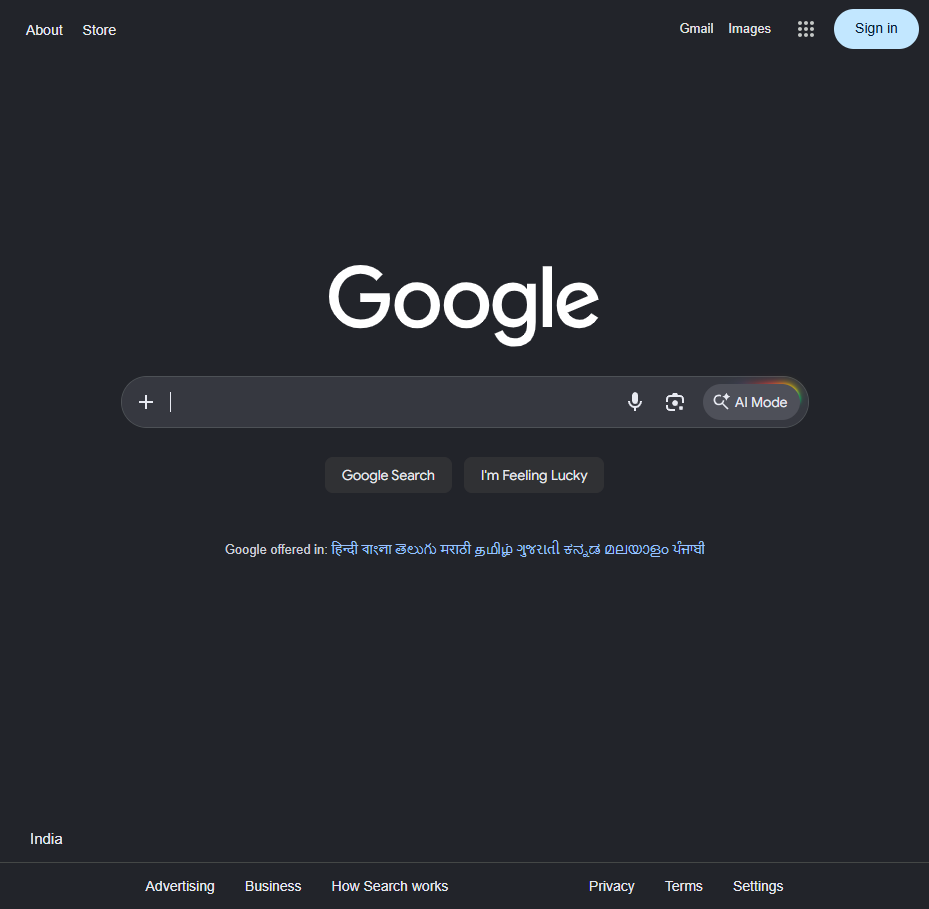 About Store Gmail Images Sign in
Google
AI Mode
Google Search I'm Feeling Lucky
Google offered in: हिन्दी বাংলা తెలుగు मराठी தமிழ் ગુજરાતી ಕನ್ನಡ മലയാളം ਪੰਜਾਬੀ
India
Advertising Business How Search works Privacy Terms Settings